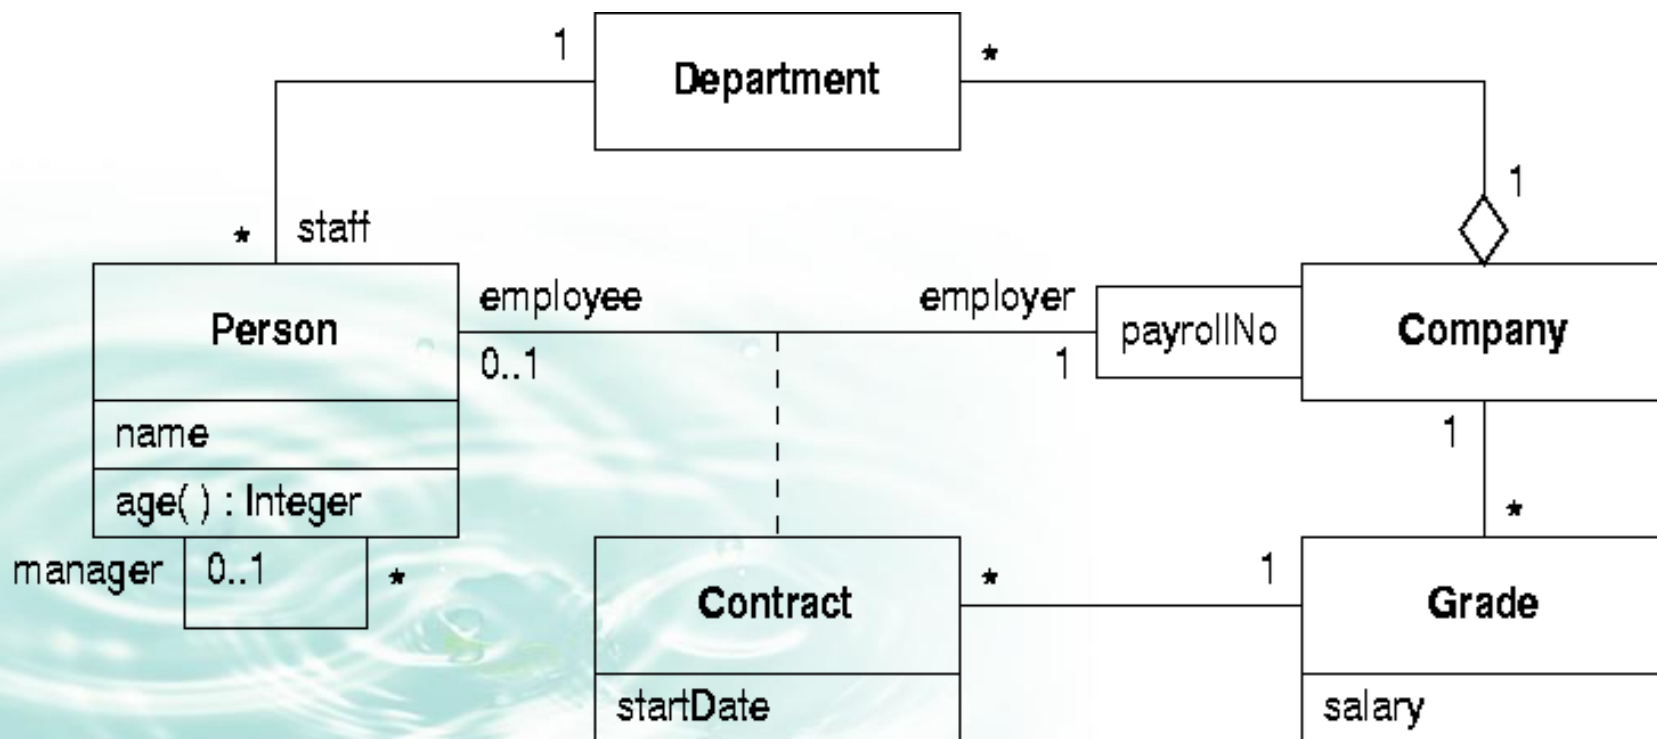 1
Department
*
1
* staff
employee
employer
Person
payrollNo
Company
0..1
1
name
1
age( ) : Integer
*
manager
0..1
*
Contract
*
1
Grade
startDate
salary